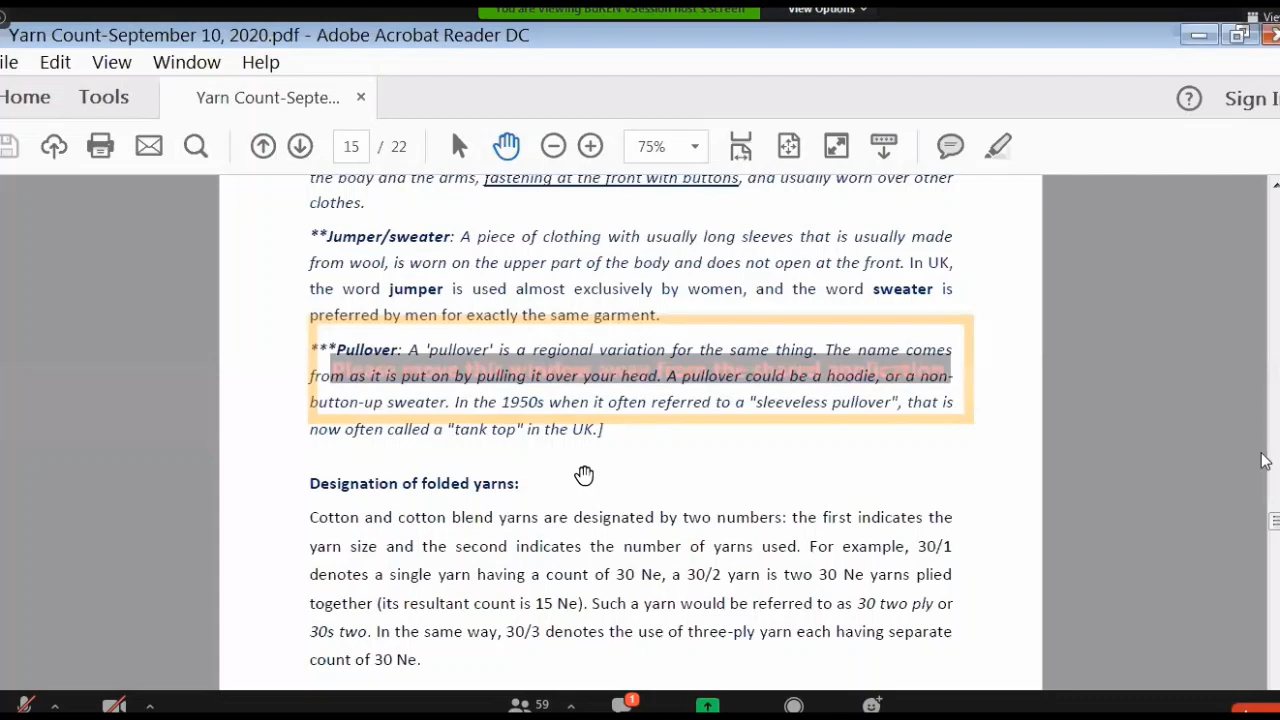 You are viewing BUREN vSession host's screen
View Options
Vie
Yarn Count-September 10, 2020.pdf - Adobe Acrobat Reader DC
ile Edit View Window Help
Home Tools Yarn Count-Septe... × ? Sign I
15 / 22 75%
the body and the arms, fastening at the front with buttons, and usually worn over other
clothes.
**Jumper/sweater: A piece of clothing with usually long sleeves that is usually made
from wool, is worn on the upper part of the body and does not open at the front. In UK,
the word jumper is used almost exclusively by women, and the word sweater is
preferred by men for exactly the same garment.
***Pullover: A 'pullover' is a regional variation for the same thing. The name comes
from as it is put on by pulling it over your head. A pullover could be a hoodie, or a non-
button-up sweater. In the 1950s when it often referred to a "sleeveless pullover", that is
now often called a "tank top" in the UK.]
Designation of folded yarns:
Cotton and cotton blend yarns are designated by two numbers: the first indicates the
yarn size and the second indicates the number of yarns used. For example, 30/1
denotes a single yarn having a count of 30 Ne, a 30/2 yarn is two 30 Ne yarns plied
together (its resultant count is 15 Ne). Such a yarn would be referred to as 30 two ply or
30s two. In the same way, 30/3 denotes the use of three-ply yarn each having separate
count of 30 Ne.
59 1